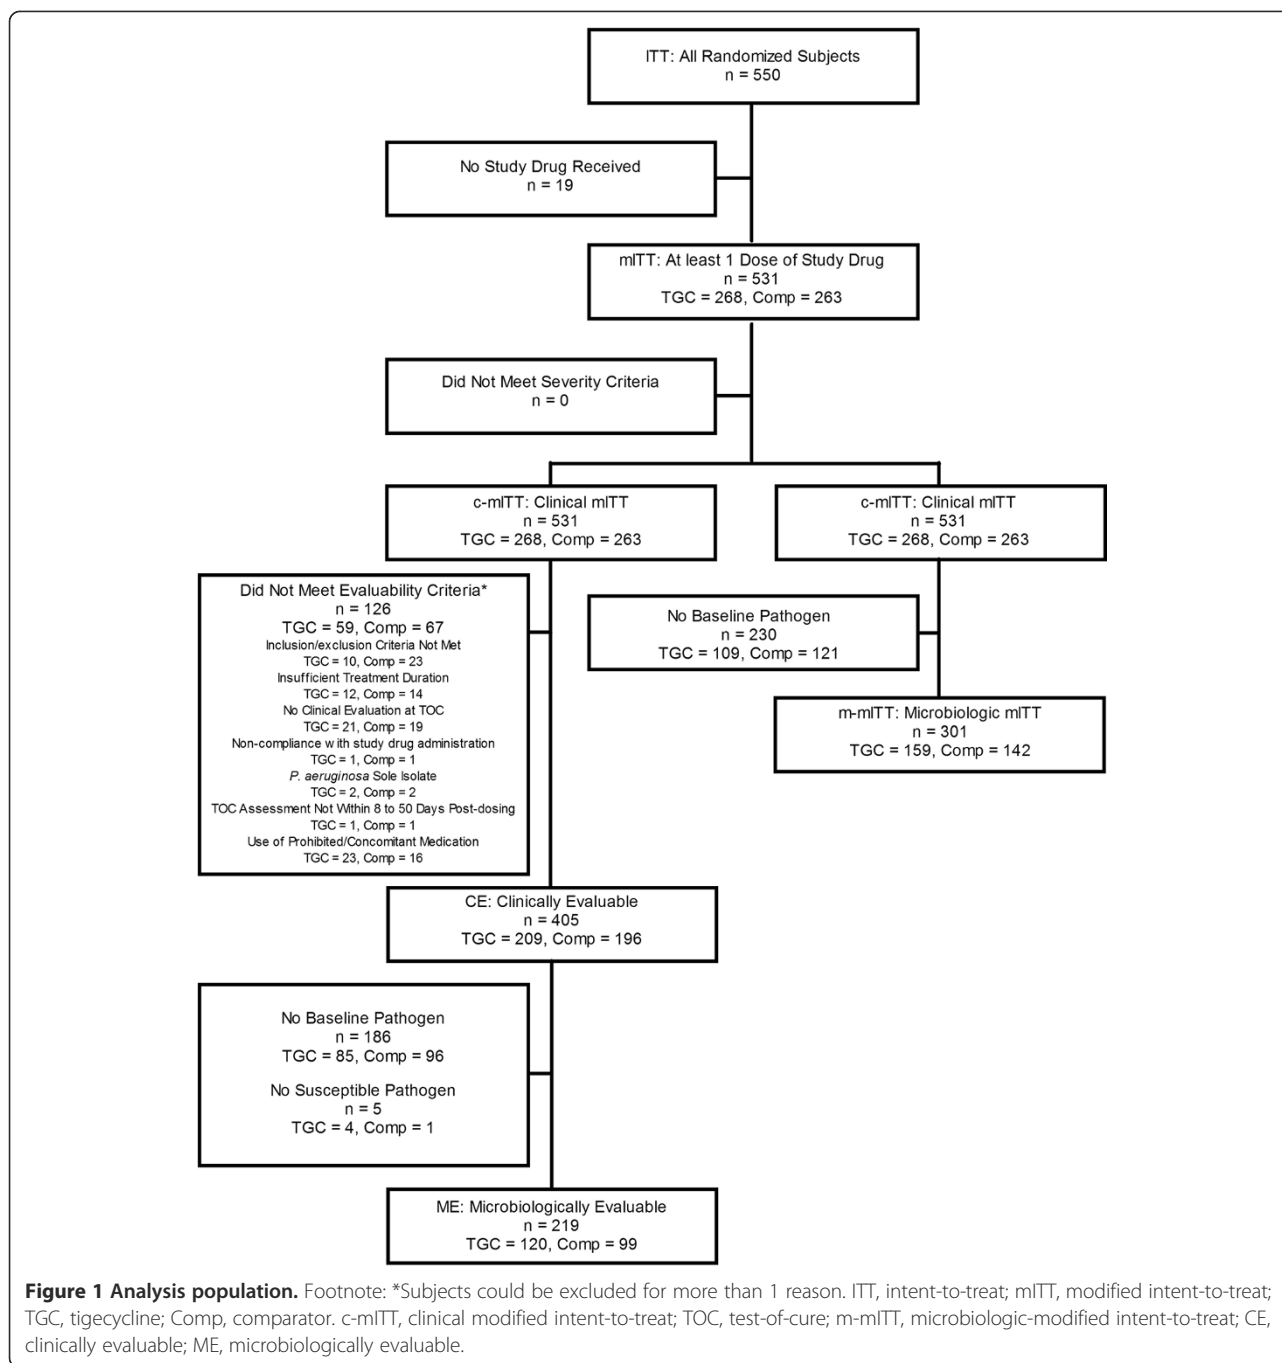 ITT: All Randomized Subjects
n = 550
No Study Drug Received
n = 19
mITT: At least 1 Dose of Study Drug
n = 531
TGC = 268, Comp = 263
Did Not Meet Severity Criteria
n = 0
c-mITT: Clinical mITT
n = 531
TGC = 268, Comp = 263
c-mITT: Clinical mITT
n = 531
TGC = 268, Comp = 263
Did Not Meet Evaluability Criteria*
n = 126
TGC = 59, Comp = 67
Inclusion/exclusion Criteria Not Met
TGC = 10, Comp = 23
Insufficient Treatment Duration
TGC = 12, Comp = 14
No Clinical Evaluation at TOC
TGC = 21, Comp = 19
Non-compliance with study drug administration
TGC = 1, Comp = 1
P. aeruginosa Sole Isolate
TGC = 2, Comp = 2
TOC Assessment Not Within 8 to 50 Days Post-dosing
TGC = 1, Comp = 1
Use of Prohibited/Concomitant Medication
TGC = 23, Comp = 16
No Baseline Pathogen
n = 230
TGC = 109, Comp = 121
m-mITT: Microbiologic mITT
n = 301
TGC = 159, Comp = 142
CE: Clinically Evaluable
n = 405
TGC = 209, Comp = 196
No Baseline Pathogen
n = 186
TGC = 85, Comp = 96
No Susceptible Pathogen
n = 5
TGC = 4, Comp = 1
ME: Microbiologically Evaluable
n = 219
TGC = 120, Comp = 99
Figure 1 Analysis population. Footnote: *Subjects could be excluded for more than 1 reason. ITT, intent-to-treat; mITT, modified intent-to-treat;
TGC, tigecycline; Comp, comparator. c-mITT, clinical modified intent-to-treat; TOC, test-of-cure; m-mITT, microbiologic-modified intent-to-treat; CE,
clinically evaluable; ME, microbiologically evaluable.